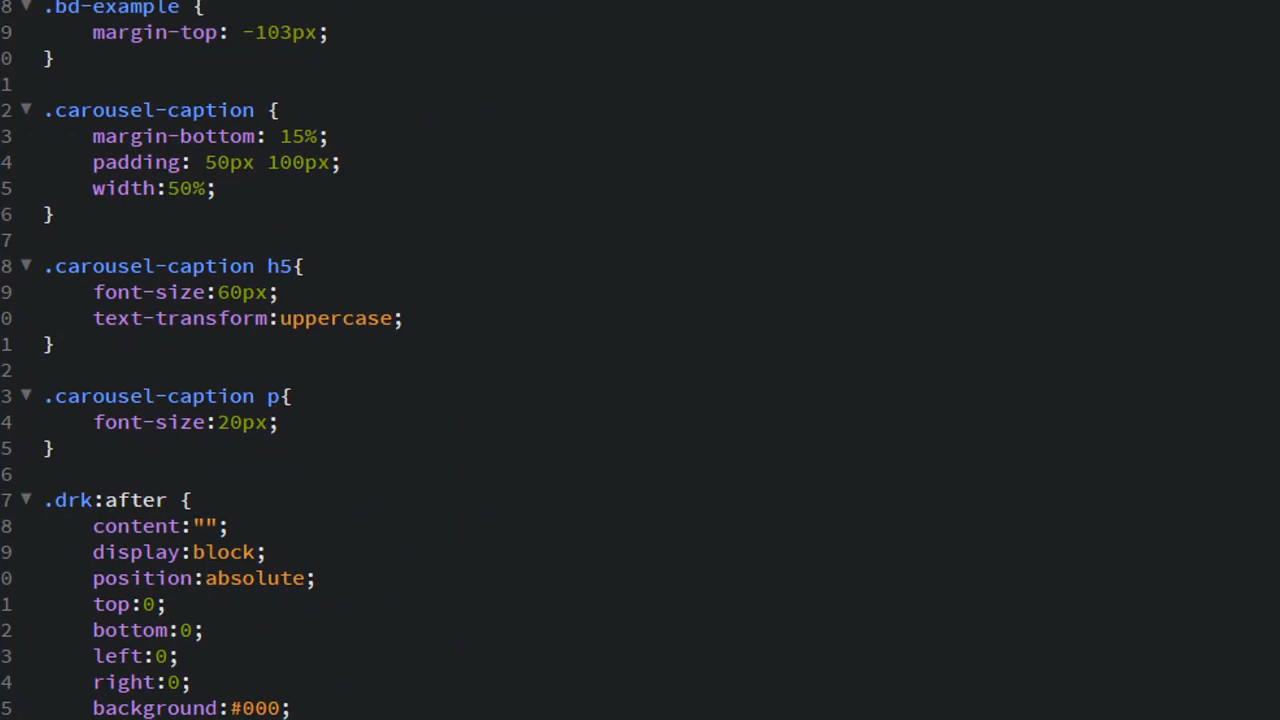 8 ▼ .bd-example {
9 margin-top: -103px;
0 }
1
2 ▼ .carousel-caption {
3 margin-bottom: 15%;
4 padding: 50px 100px;
5 width:50%;
6 }
7
8 ▼ .carousel-caption h5{
9 font-size:60px;
0 text-transform:uppercase;
1 }
2
3 ▼ .carousel-caption p{
4 font-size:20px;
5 }
6
7 ▼ .drk:after {
8 content:"";
9 display:block;
0 position:absolute;
1 top:0;
2 bottom:0;
3 left:0;
4 right:0;
5 background:#000;